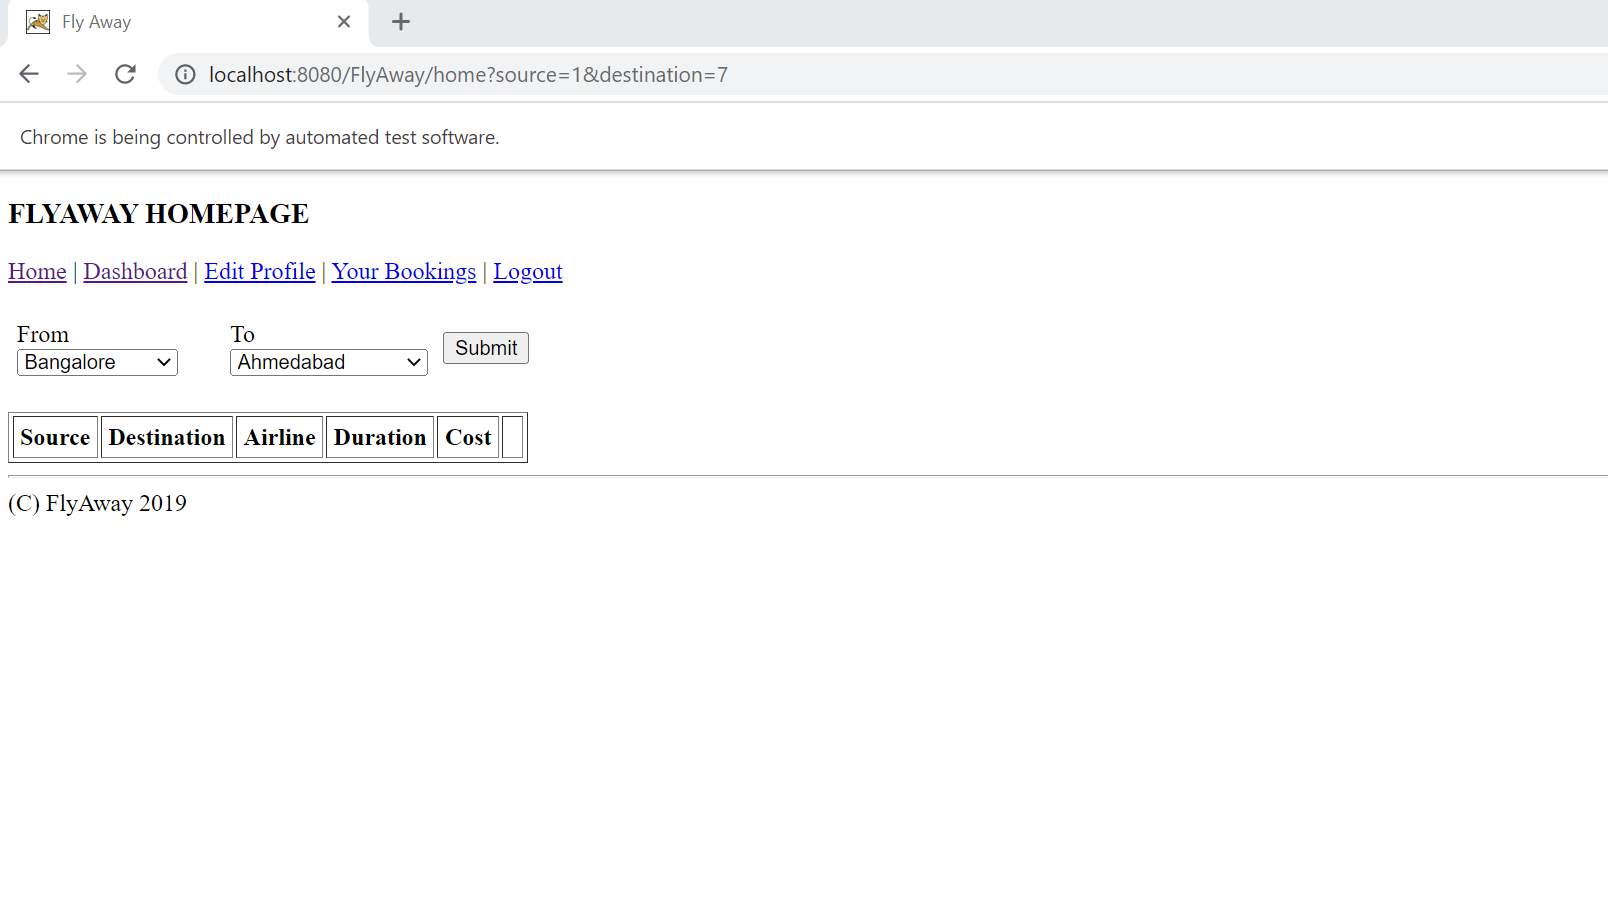 Fly Away
localhost:8080/FlyAway/home?source=1&destination=7
Chrome is being controlled by automated test software.
FLYAWAY HOMEPAGE
Home | Dashboard | Edit Profile | Your Bookings | Logout
From To
Bangalore Ahmedabad Submit
Source Destination Airline Duration Cost
(C) FlyAway 2019